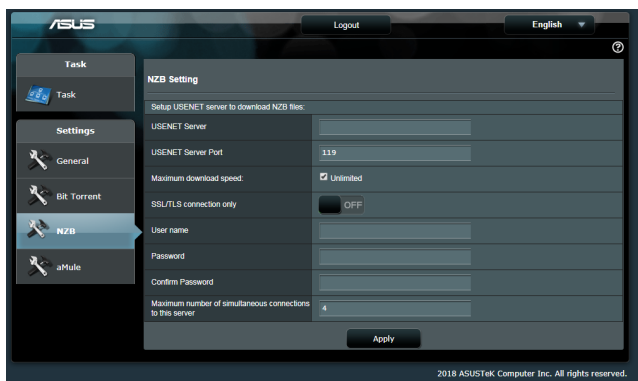 ASUS
Logout
English
Task
Task
Settings
General
Bit Torrent
NZB
aMule
NZB Setting
Setup USENET server to download NZB files:
USENET Server
USENET Server Port
119
Maximum download speed:
Unlimited
SSL/TLS connection only
OFF
User name
Password
Confirm Password
Maximum number of simultaneous connections
to this server
4
Apply
2018 ASUSTeK Computer Inc. All rights reserved.